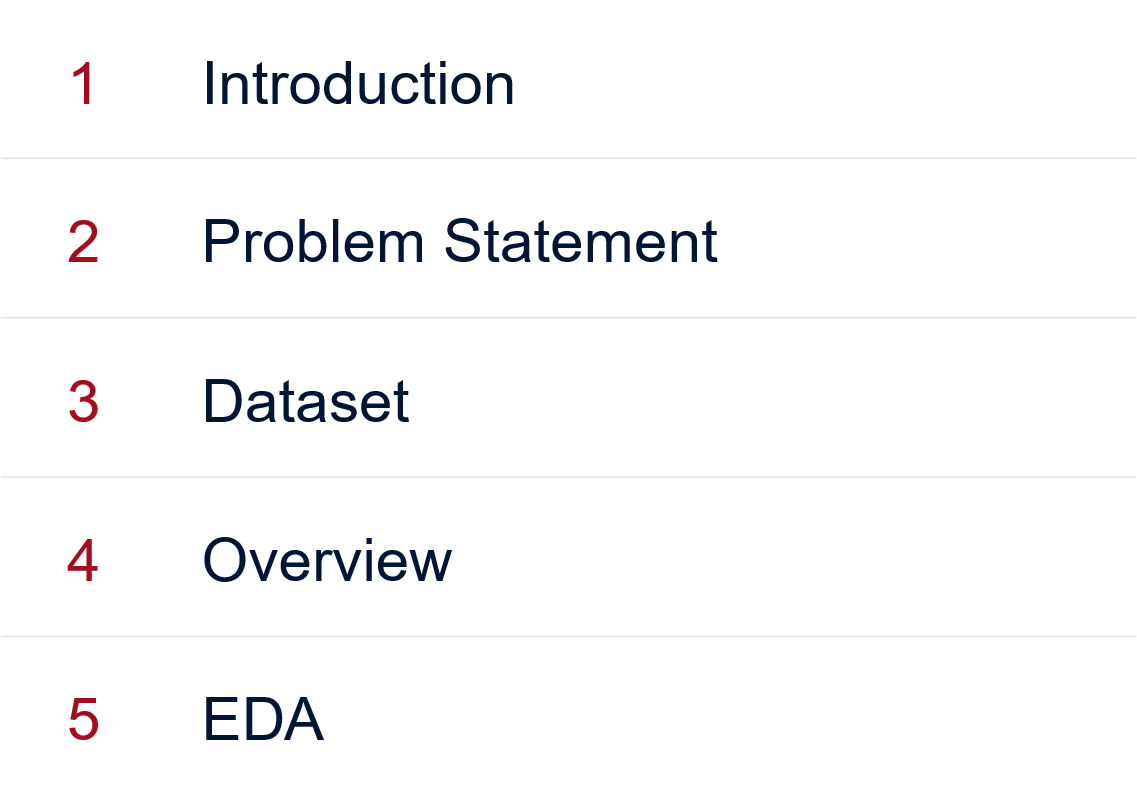 1 Introduction
2 Problem Statement
3 Dataset
4 Overview
5 EDA